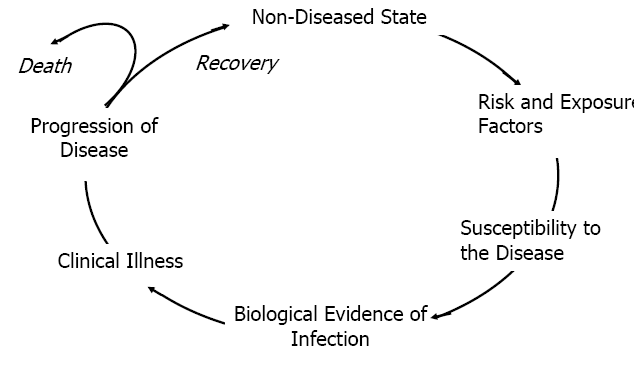 Non-Diseased State
Death
Recovery
Risk and Exposure
Factors
Progression of
Disease
Susceptibility to
the Disease
Clinical Illness
Biological Evidence of
Infection